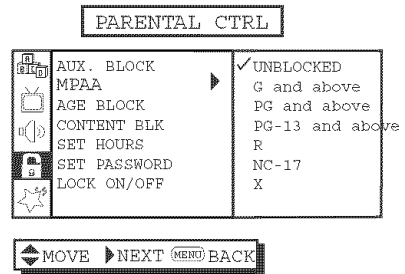 PARENTAL CTRL
AUX. BLOCK
MPAA
AGE BLOCK
CONTENT BLK
SET HOURS
SET PASSWORD
LOCK ON/OFF
UNBLOCKED
G and above
PG and above
PG-13 and above
R
NC-17
X
MOVE NEXT MENU BACK